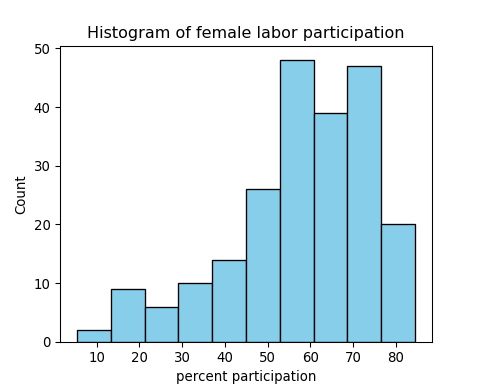 Histogram of female labor participation
50
40
30
20
10
0
Count
10 20 30 40 50 60 70 80
percent participation